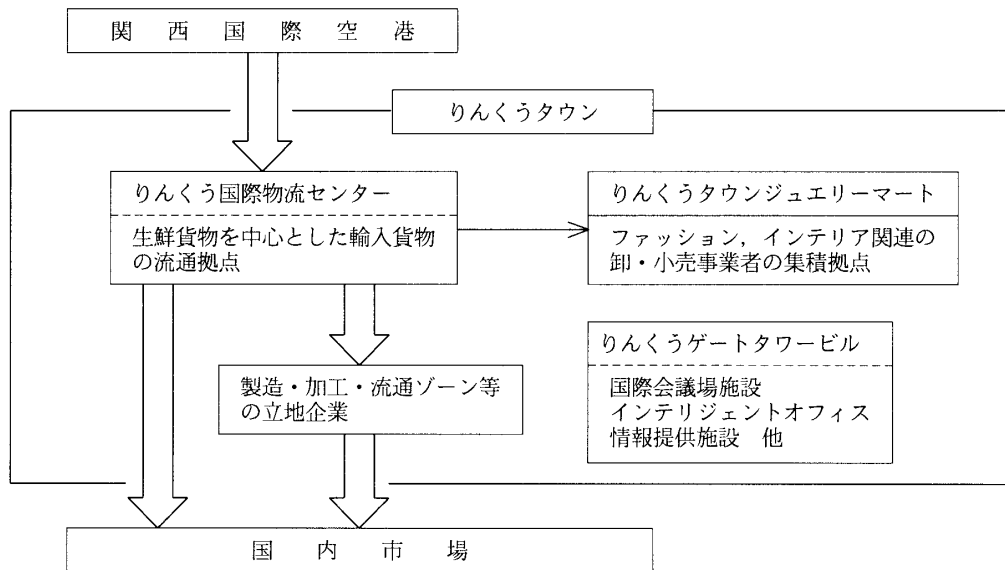 関西国際空港
りんくうタウン
りんくう国際物流センター
生鮮貨物を中心とした輸入貨物
の流通拠点
りんくうタウンジュエリーマート
ファッション，インテリア関連の
卸・小売事業者の集積拠点
製造・加工・流通ゾーン等
の立地企業
りんくうゲートタワービル
国際会議場施設
インテリジェントオフィス
情報提供施設　他
国内市場